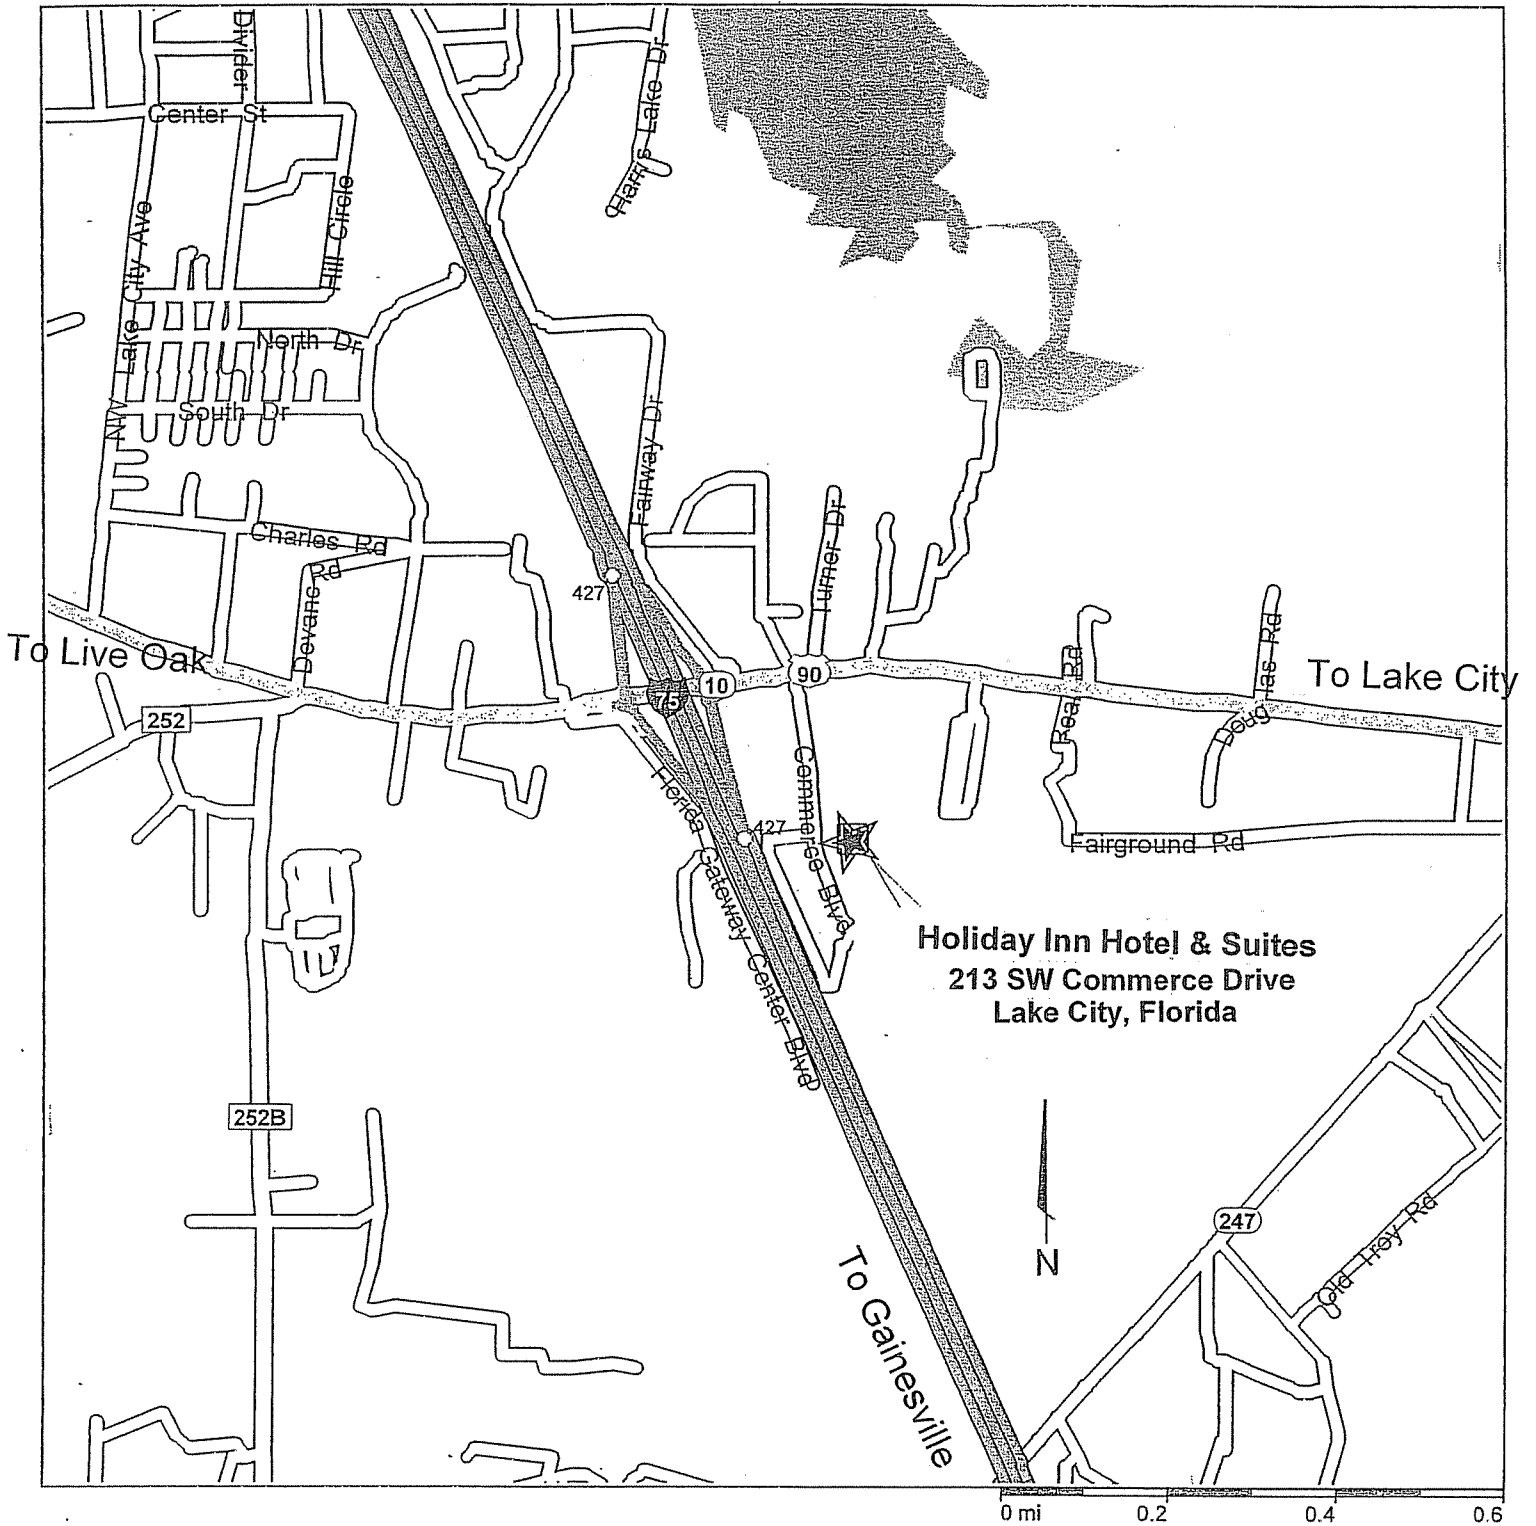 Divider
Center St
Harris Lake Dr
Hill Circle
NW Lake City Ave
North Dr
South Dr
Fairway Dr
Turner Dr
Charles Rd
Devane Rd
427
To Live Oak
75
10
90
Real Rd
Douglas Rd
To Lake City
252
Florida Gateway Center Blvd
427
Commerce Blvd
Fairground Rd
Holiday Inn Hotel & Suites
213 SW Commerce Drive
Lake City, Florida
252B
N
247
Old Troy Rd
To Gainesville
0 mi 0.2 0.4 0.6